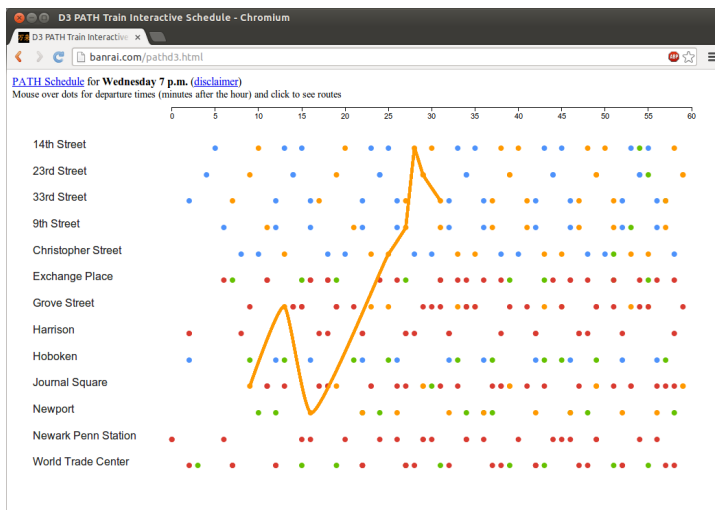 D3 PATH Train Interactive Schedule - Chromium
D3 PATH Train Interactive
banrai.com/pathd3.html
ABP
PATH Schedule for Wednesday 7 p.m. (disclaimer)
Mouse over dots for departure times (minutes after the hour) and click to see routes
0 5 10 15 20 25 30 35 40 45 50 55 60
14th Street
23rd Street
33rd Street
9th Street
Christopher Street
Exchange Place
Grove Street
Harrison
Hoboken
Journal Square
Newport
Newark Penn Station
World Trade Center